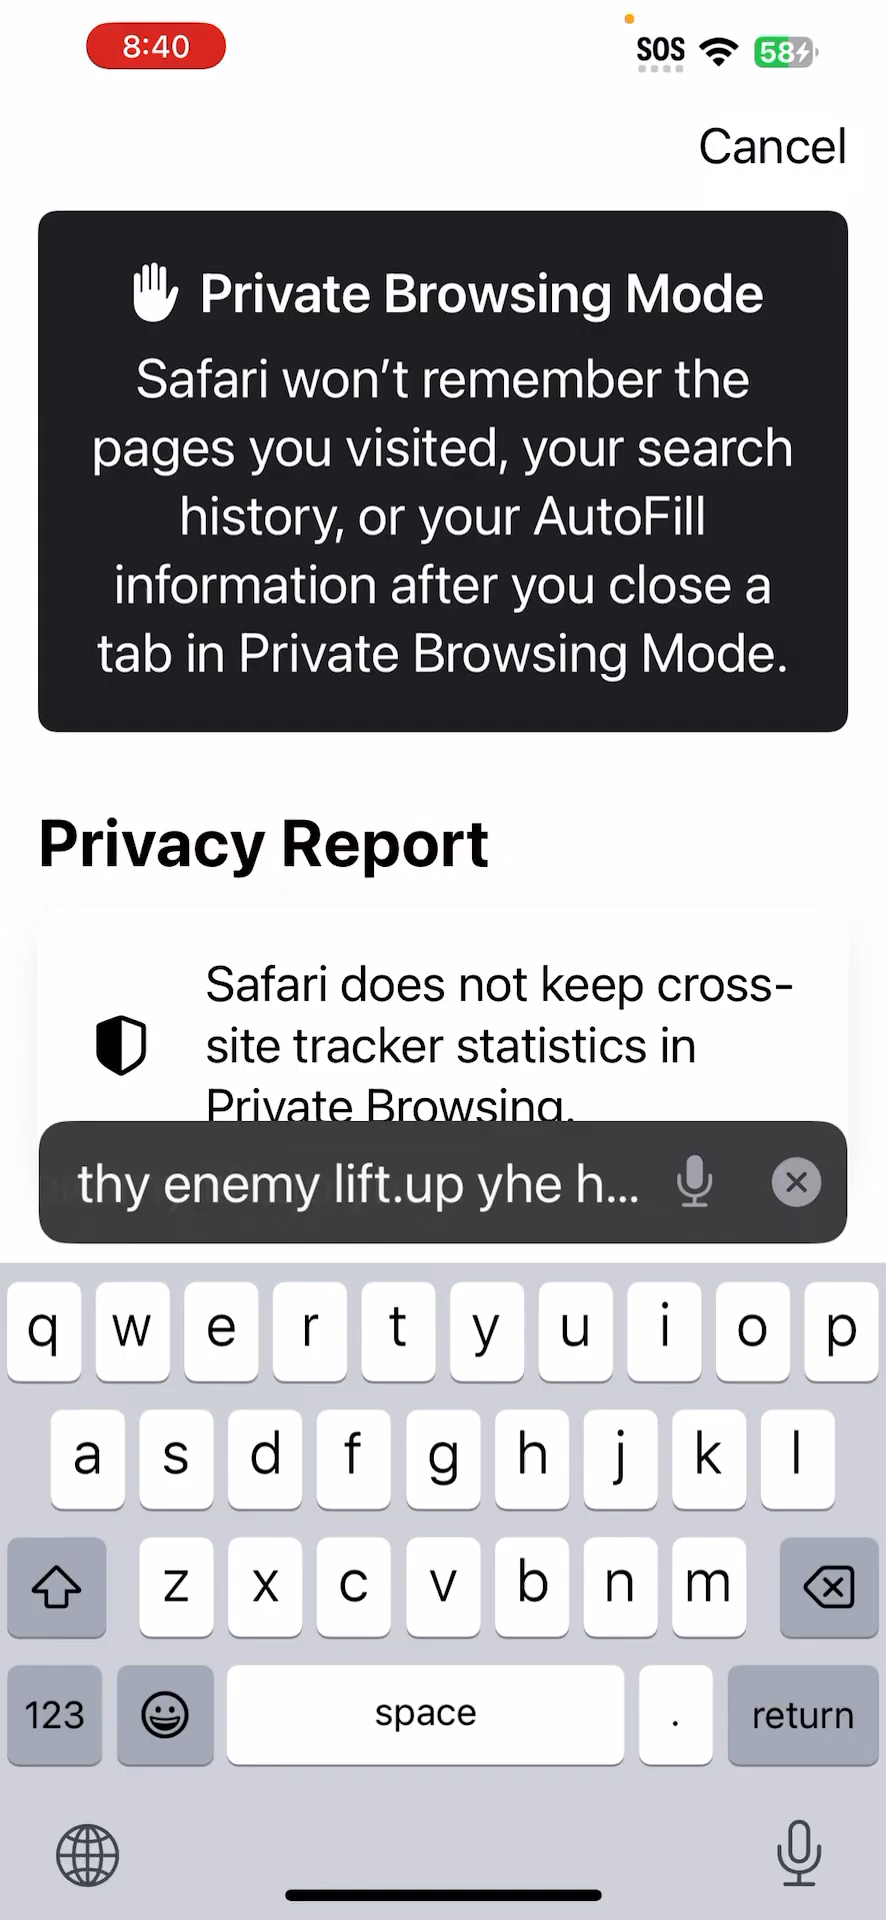 8:40
SOS
58
Cancel
Private Browsing Mode
Safari won't remember the
pages you visited, your search
history, or your AutoFill
information after you close a
tab in Private Browsing Mode.
Privacy Report
Safari does not keep cross-
site tracker statistics in
Private Browsing.
thy enemy lift.up yhe h...
q w e r t y u i o p
a s d f g h j k l
z x c v b n m
123 space . return